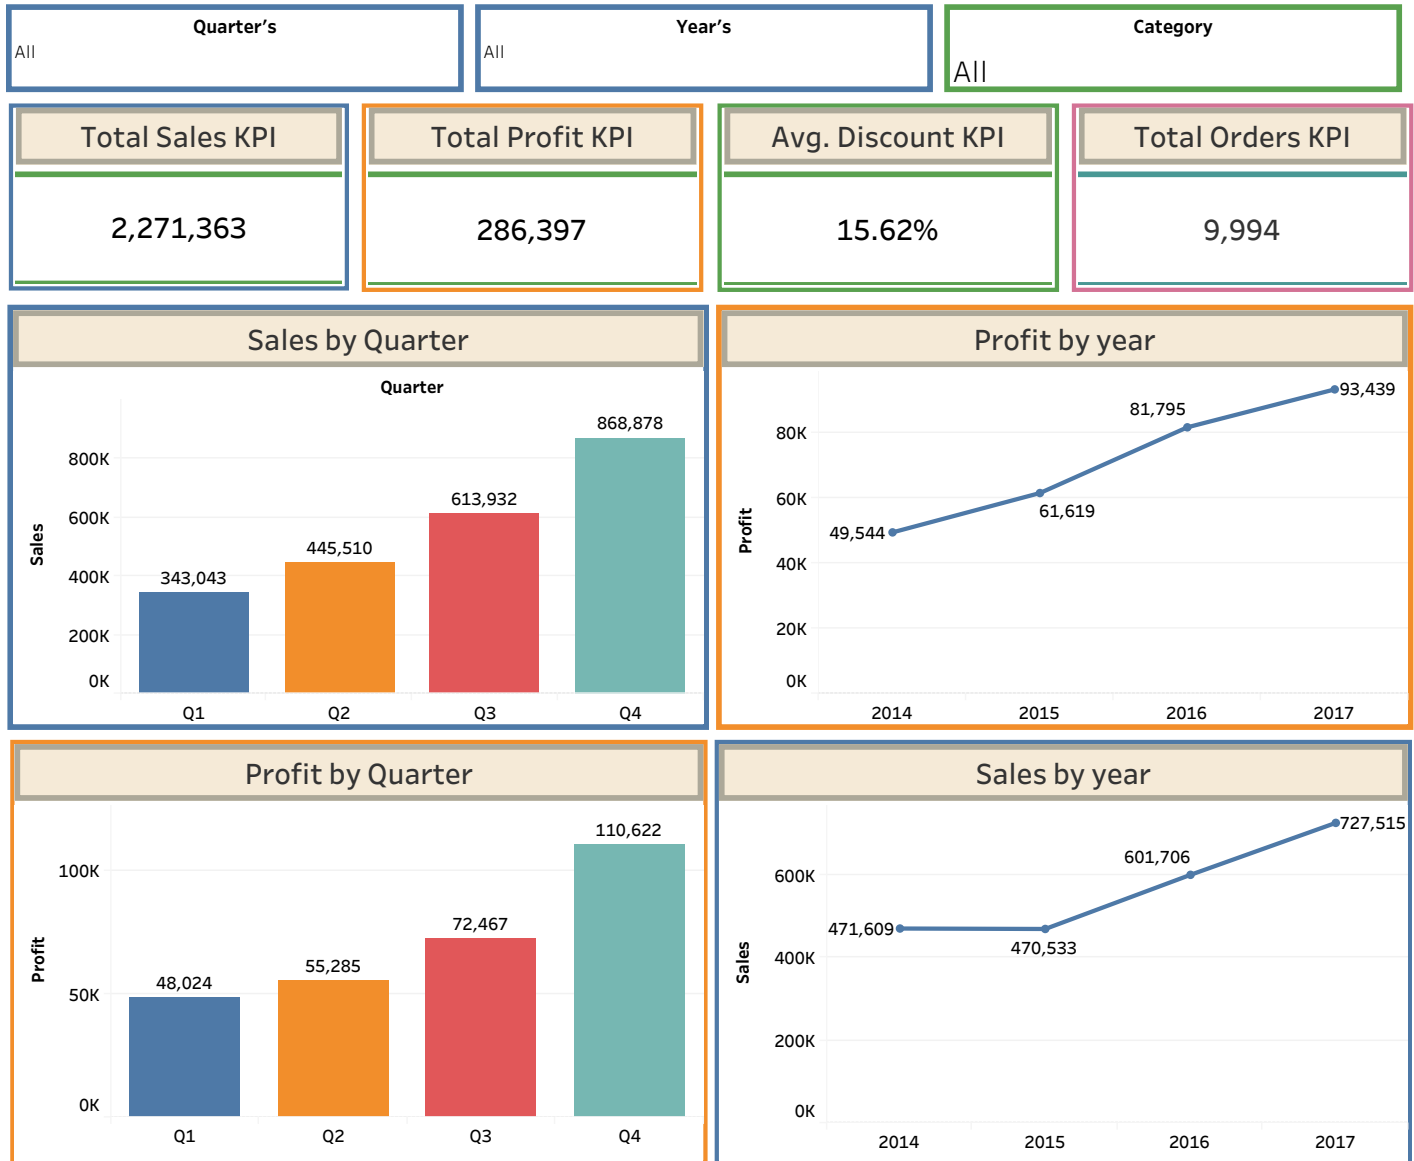 Quarter's
All
Year's
All
Category
All
Total Sales KPI
2,271,363
Total Profit KPI
286,397
Avg. Discount KPI
15.62%
Total Orders KPI
9,994
Sales by Quarter
Quarter
Sales
800K
600K
400K
200K
0K
343,043
445,510
613,932
868,878
Q1
Q2
Q3
Q4
Profit by year
Profit
80K
60K
40K
20K
0K
49,544
61,619
81,795
93,439
2014
2015
2016
2017
Profit by Quarter
Profit
100K
50K
0K
48,024
55,285
72,467
110,622
Q1
Q2
Q3
Q4
Sales by year
Sales
600K
400K
200K
0K
471,609
470,533
601,706
727,515
2014
2015
2016
2017